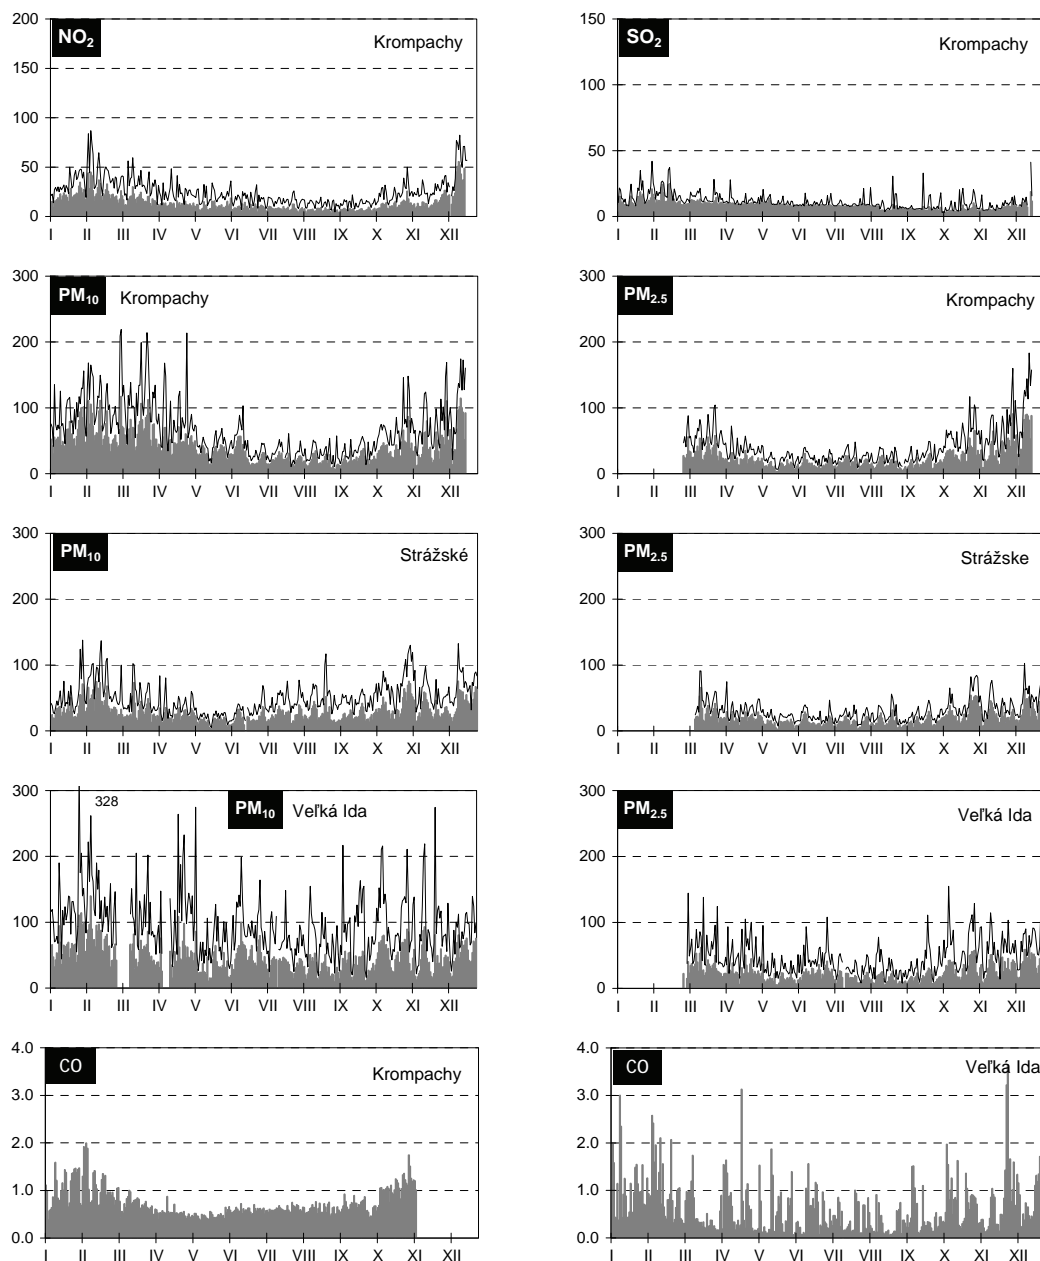 200
150
100
50
0
NO₂
Krompachy
I II III IV V VI VII VIII IX X XI XII
150
100
50
0
SO₂
Krompachy
I II III IV V VI VII VIII IX X XI XII
300
200
100
0
PM₁₀
Krompachy
I II III IV V VI VII VIII IX X XI XII
300
200
100
0
PM₂.₅
Krompachy
I II III IV V VI VII VIII IX X XI XII
300
200
100
0
PM₁₀
Strážské
I II III IV V VI VII VIII IX X XI XII
300
200
100
0
PM₂.₅
Strážske
I II III IV V VI VII VIII IX X XI XII
300
200
100
0
328
PM₁₀
Veľká Ida
I II III IV V VI VII VIII IX X XI XII
300
200
100
0
PM₂.₅
Veľká Ida
I II III IV V VI VII VIII IX X XI XII
4.0
3.0
2.0
1.0
0.0
CO
Krompachy
I II III IV V VI VII VIII IX X XI XII
4.0
3.0
2.0
1.0
0.0
CO
Veľká Ida
I II III IV V VI VII VIII IX X XI XII